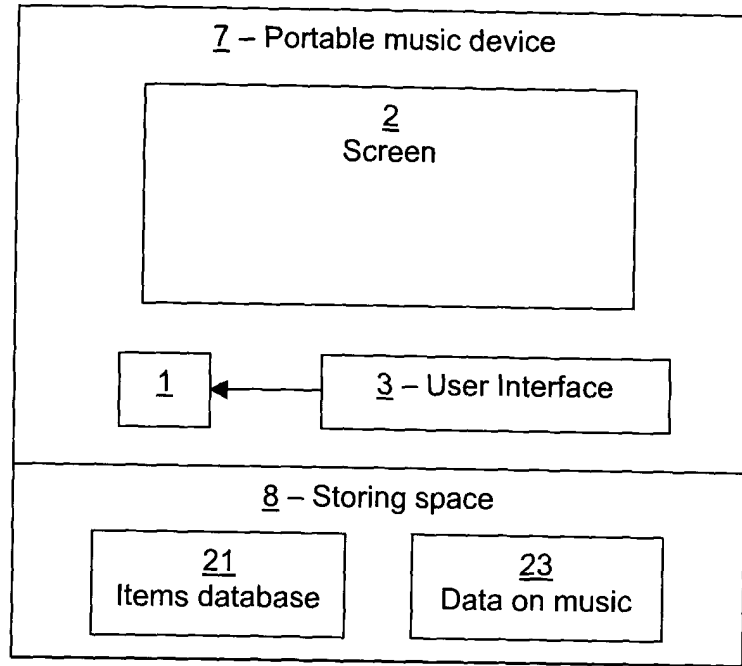 7 – Portable music device
2
Screen
1
3 – User Interface
8 – Storing space
21
Items database
23
Data on music